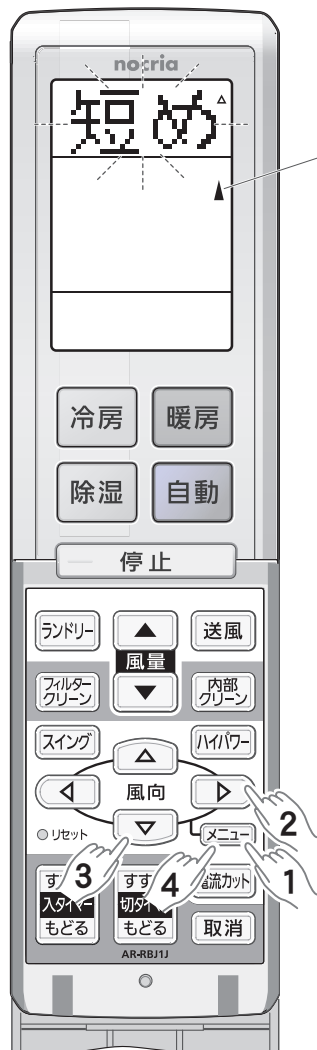 nocria
短め
冷房 暖房
除湿 自動
停止
ランドリー 風量 送風
フィルター
クリーン
内部
クリーン
スイング ハイパワー
風向
リセット メニュー
2
3 4 1
入タイマー 切タイ 電流カット
もどる もどる 取消
AR-RBJ1J